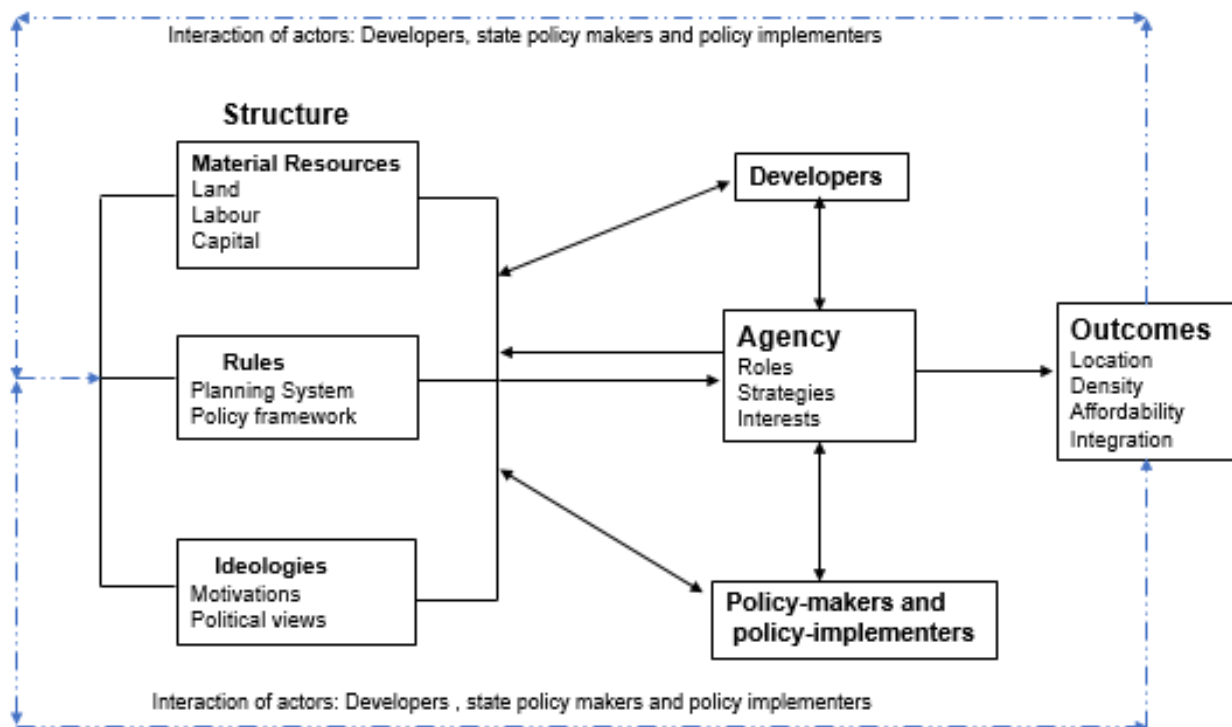 Interaction of actors: Developers, state policy makers and policy implementers
Structure
Material Resources
Land
Labour
Capital
Developers
Rules
Planning System
Policy framework
Agency
Roles
Strategies
Interests
Outcomes
Location
Density
Affordability
Integration
Ideologies
Motivations
Political views
Policy-makers and
policy-implementers
Interaction of actors: Developers , state policy makers and policy implementers